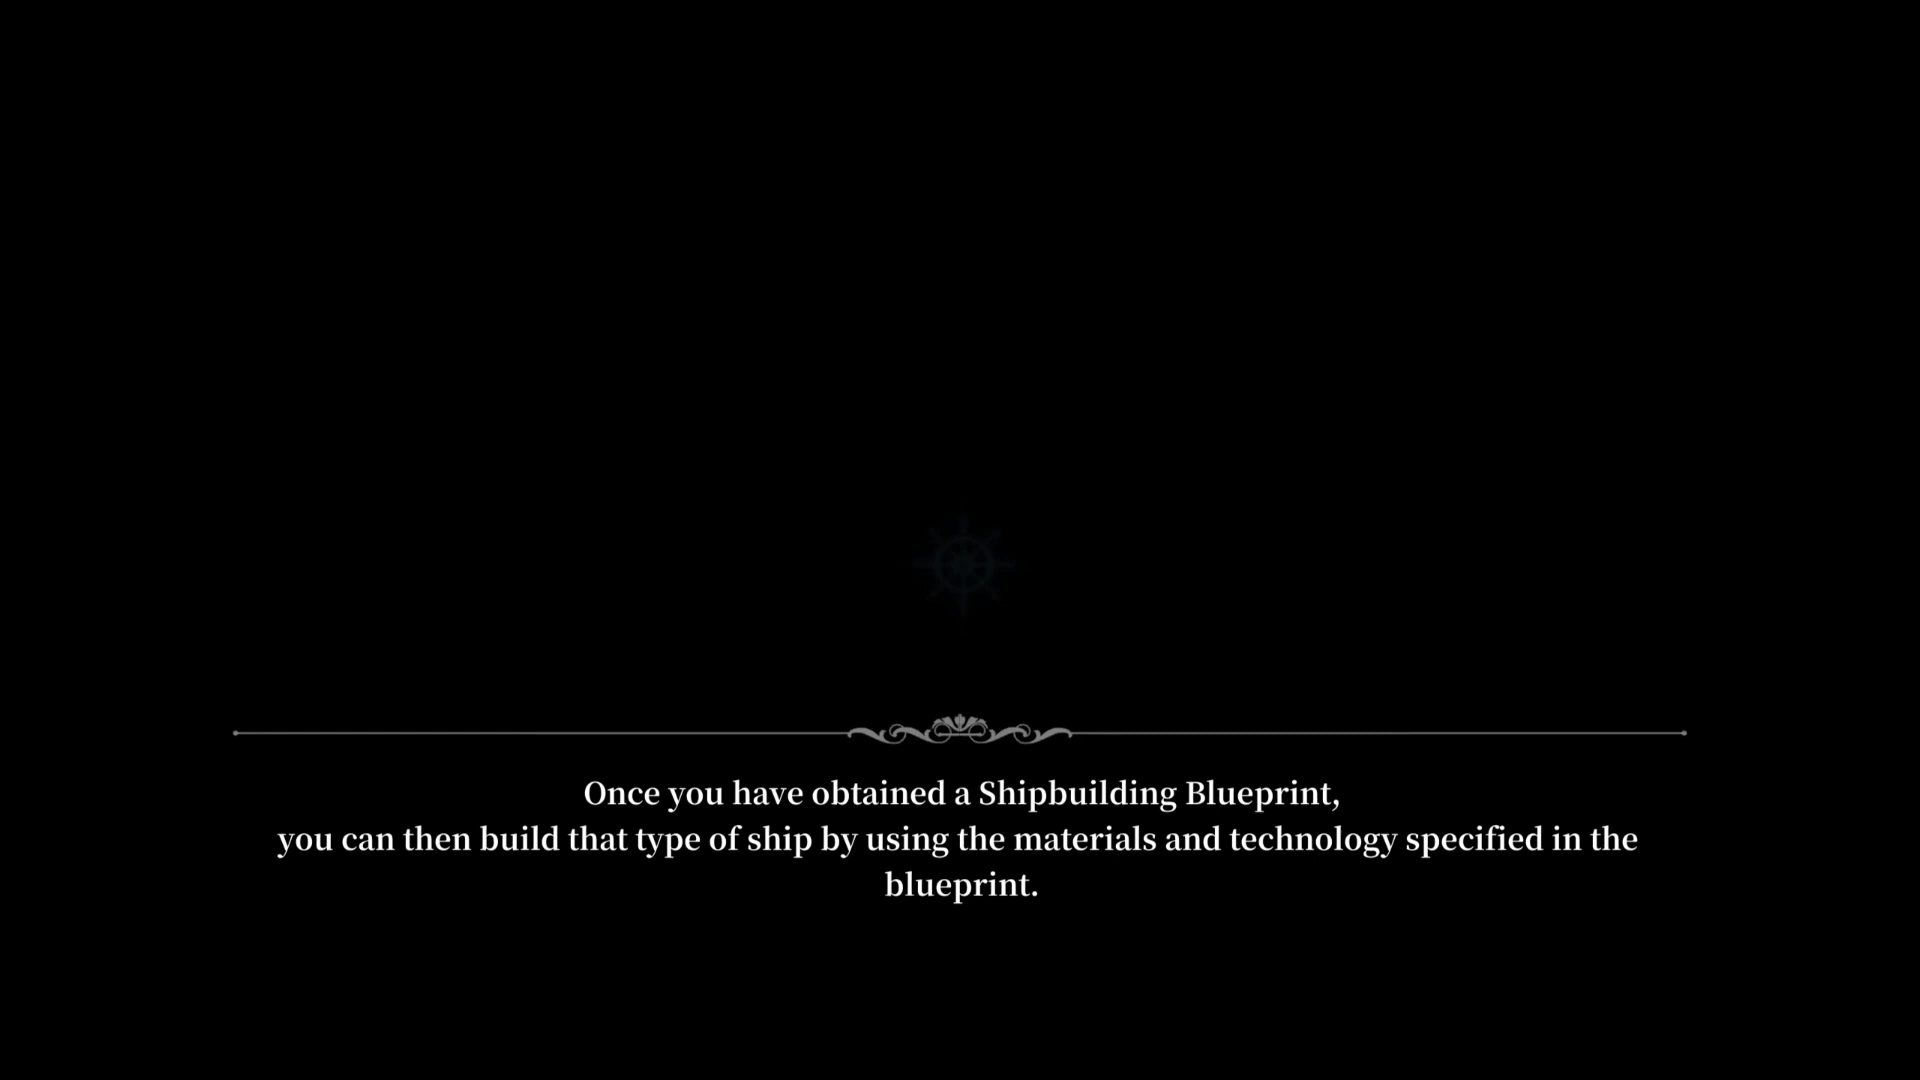 Once you have obtained a Shipbuilding Blueprint,
you can then build that type of ship by using the materials and technology specified in the
blueprint.